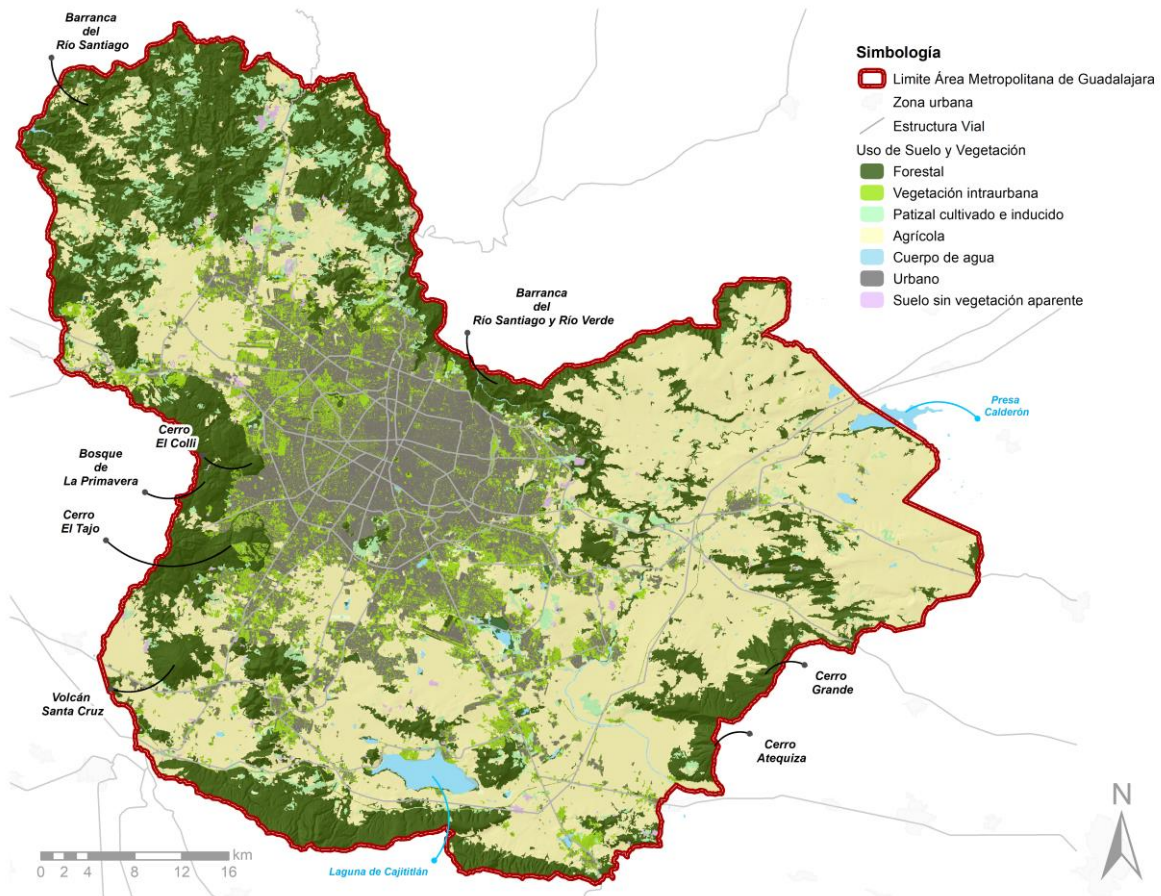 Barranca
del
Río Santiago
Simbología
Limite Área Metropolitana de Guadalajara
Zona urbana
Estructura Vial
Uso de Suelo y Vegetación
Forestal
Vegetación intraurbana
Patizal cultivado e inducido
Agrícola
Cuerpo de agua
Urbano
Suelo sin vegetación aparente
Barranca
del
Río Santiago y Río Verde
Presa
Calderón
Cerro
El Colli
Bosque
de
La Primavera
Cerro
El Tajo
Volcán
Santa Cruz
Cerro
Grande
Cerro
Atequiza
Laguna de Cajititlán
N
km
0 2 4 8 12 16